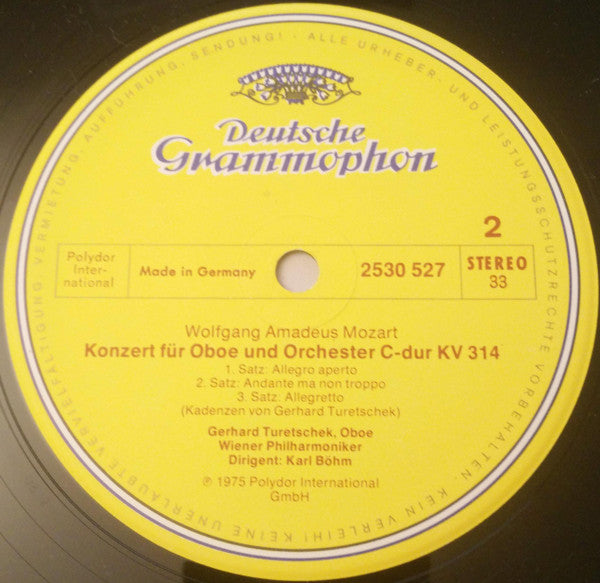 ALLE URHEBER- UND LEISTUNGSSCHUTZRECHTE VORBEHALTEN. KEIN VERLEIH! KEINE UNERLAUBTE VERVIELFÄLTIGUNG, VERMIETUNG, AUFFÜHRUNG, SENDUNG!
Deutsche
Grammophon
2
Polydor
Inter-
national
Made in Germany
2530 527
STEREO
33
Wolfgang Amadeus Mozart
Konzert für Oboe und Orchester C-dur KV 314
1. Satz: Allegro aperto
2. Satz: Andante ma non troppo
3. Satz: Allegretto
(Kadenzen von Gerhard Turetschek)
Gerhard Turetschek, Oboe
Wiener Philharmoniker
Dirigent: Karl Böhm
℗ 1975 Polydor International
GmbH